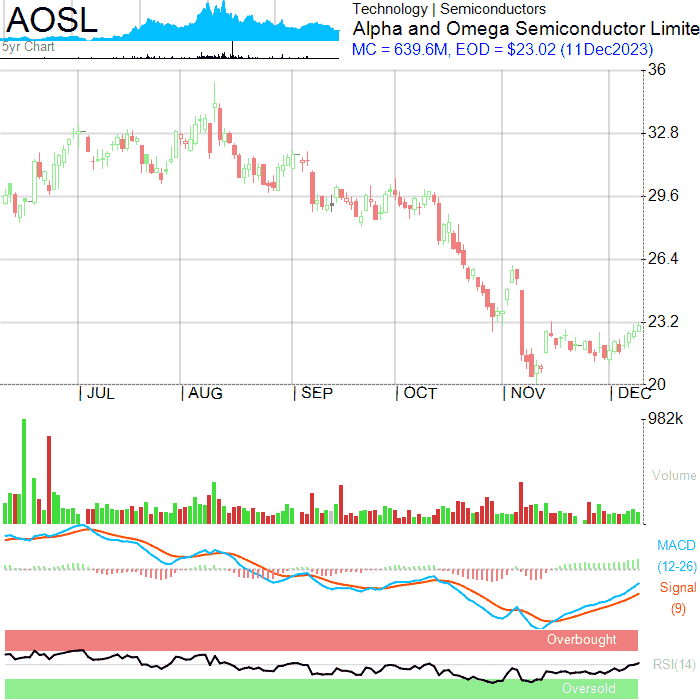 AOSL
Technology | Semiconductors
Alpha and Omega Semiconductor Limite
MC = 639.6M, EOD = $23.02 (11Dec2023)
5yr Chart
36
32.8
29.6
26.4
23.2
20
JUL AUG SEP OCT NOV DEC
982k
Volume
MACD
(12-26)
Signal
(9)
Overbought
RSI(14)
Oversold